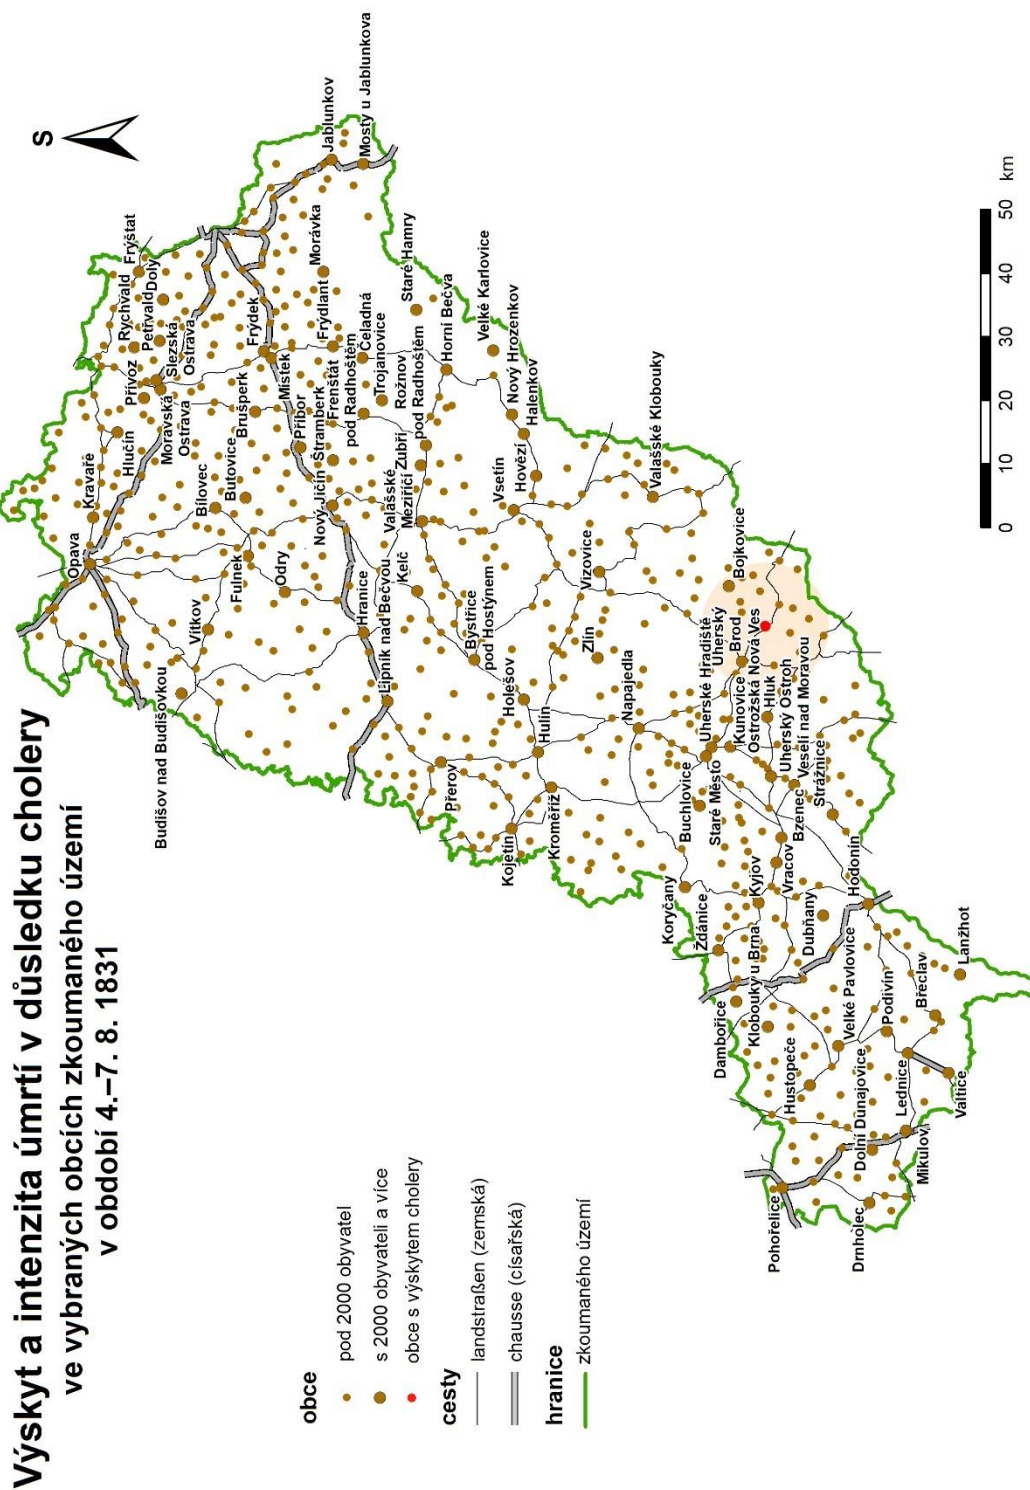 Výskyt a intenzita úmrtí v důsledku cholery
ve vybraných obcích zkoumaného území
v období 4.–7. 8. 1831
S
obce
pod 2000 obyvatel
s 2000 obyvateli a více
obce s výskytem cholery
cesty
landstraßen (zemská)
chausse (císařská)
hranice
zkoumaného území
Opava
Kravaře
Hlučín
Přívoz
Rychvald
Petřvald
Doly
Fryštat
Slezská
Ostrava
Moravská
Ostrava
Budišov nad Budišovkou
Vítkov
Bílovec
Butovice
Brušperk
Fulnek
Odry
Frýdek
Místek
Příbor
Nový Jičín
Štramberk
Frenštát
pod Radhoštěm
Frýdlant
Morávka
Jablunkov
Mosty u Jablunkova
Čeladná
Trojanovice
Staré Hamry
Hranice
Lipník nad Bečvou
Kelč
Valašské
Meziříčí
Zubří
Rožnov
pod Radhoštěm
Horní Bečva
Velké Karlovice
Nový Hrozenkov
Halenkov
Hovězí
Vsetín
Přerov
Bystřice
pod Hostýnem
Holešov
Hulín
Kojetín
Kroměříž
Zlín
Vizovice
Valašské Klobouky
Napajedla
Buchlovice
Staré Město
Uherské Hradiště
Uherský
Brod
Bojkovice
Kunovice
Ostrožská Nová Ves
Hluk
Uherský Ostroh
Veselí nad Moravou
Strážnice
Bzenec
Vracov
Koryčany
Ždánice
Kyjov
Dubňany
Hodonín
Dambořice
Klobouky u Brna
Hustopeče
Velké Pavlovice
Podivín
Břeclav
Lanžhot
Pohořelice
Dolní Dunajovice
Lednice
Valtice
Drnholec
Mikulov
0 10 20 30 40 50 km